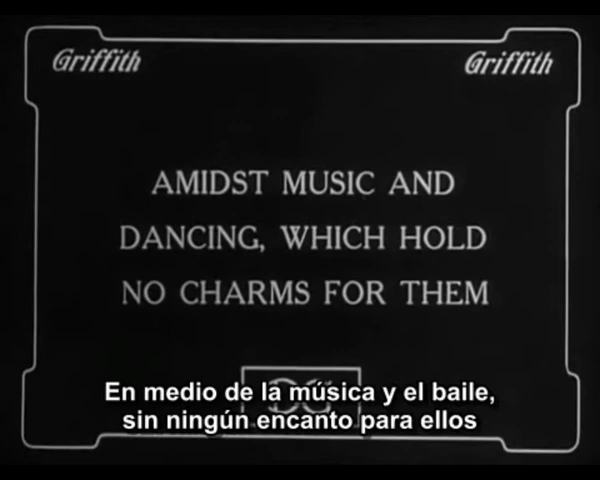 Griffith Griffith
AMIDST MUSIC AND
DANCING, WHICH HOLD
NO CHARMS FOR THEM
DG
En medio de la música y el baile,
sin ningún encanto para ellos